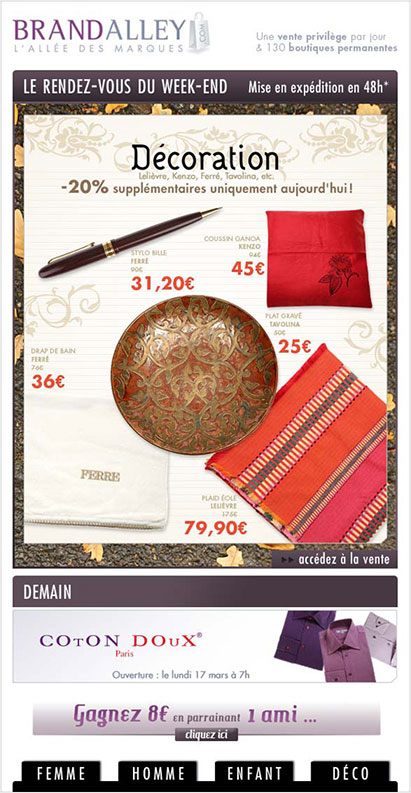 BRANDALLEY.COM
L'ALLÉE DES MARQUES
Une vente privilège par jour
& 130 boutiques permanentes
LE RENDEZ-VOUS DU WEEK-END Mise en expédition en 48h*
Décoration
Lelièvre, Kenzo, Ferré, Tavolina, etc.
-20% supplémentaires uniquement aujourd'hui!
STYLO BILLE
FERRÉ
90€
31,20€
COUSSIN GANOA
KENZO
94€
45€
PLAT GRAVÉ
TAVOLINA
50€
25€
DRAP DE BAIN
FERRÉ
76€
36€
FERRE
PLAID ÉOLE
LELIÈVRE
175€
79,90€
accédez à la vente
DEMAIN
COTON DOUX®
Paris
Ouverture : le lundi 17 mars à 7h
Gagnez 8€ en parrainant 1 ami ...
cliquez ici
FEMME HOMME ENFANT DÉCO